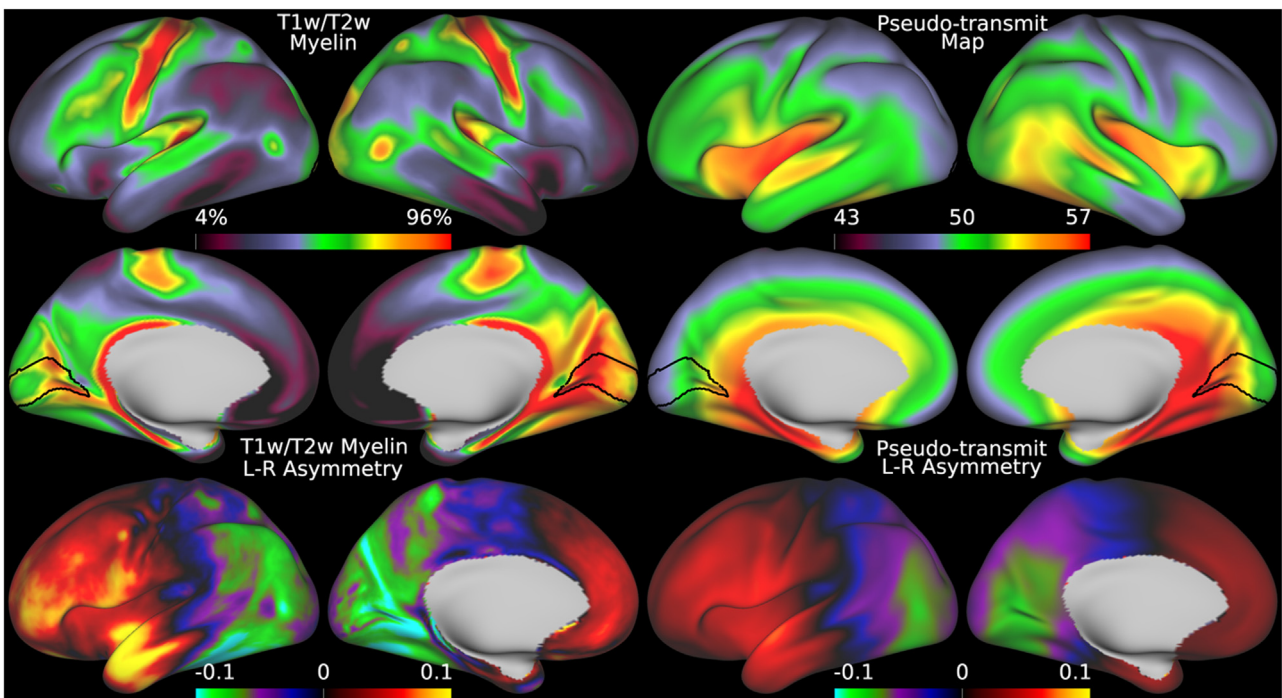 T1w/T2w
Myelin
Pseudo-transmit
Map
4% 96%
43 50 57
T1w/T2w Myelin
L-R Asymmetry
Pseudo-transmit
L-R Asymmetry
-0.1 0 0.1
-0.1 0 0.1